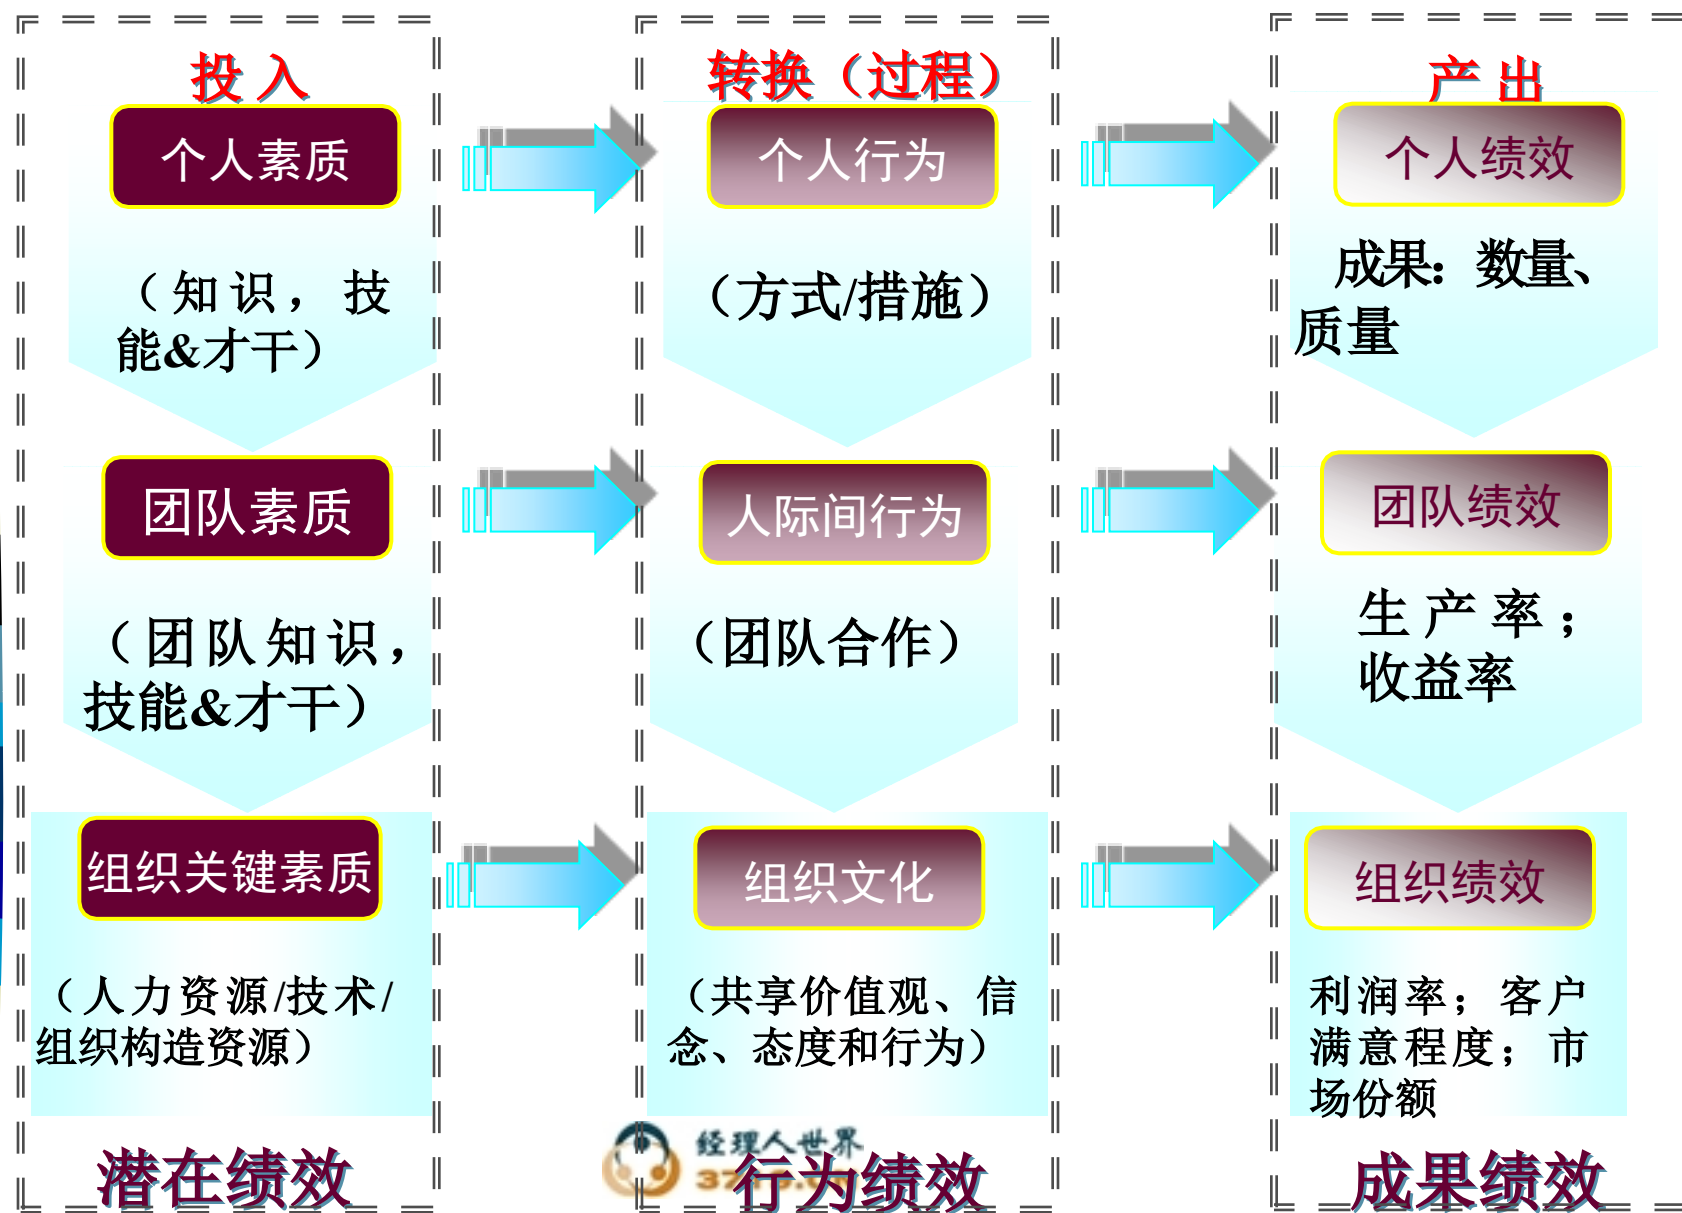 投 入
个人素质
（知识，技
能&才干）
团队素质
（团队知识，
技能&才干）
组织关键素质
（人力资源/技术/
组织构造资源）
潜在绩效
转换（过程）
个人行为
（方式/措施）
人际间行为
（团队合作）
组织文化
（共享价值观、信
念、态度和行为）
经理人世界
行为绩效
产 出
个人绩效
成果：数量、
质量
团队绩效
生产率；
收益率
组织绩效
利润率；客户
满意程度；市
场份额
成果绩效